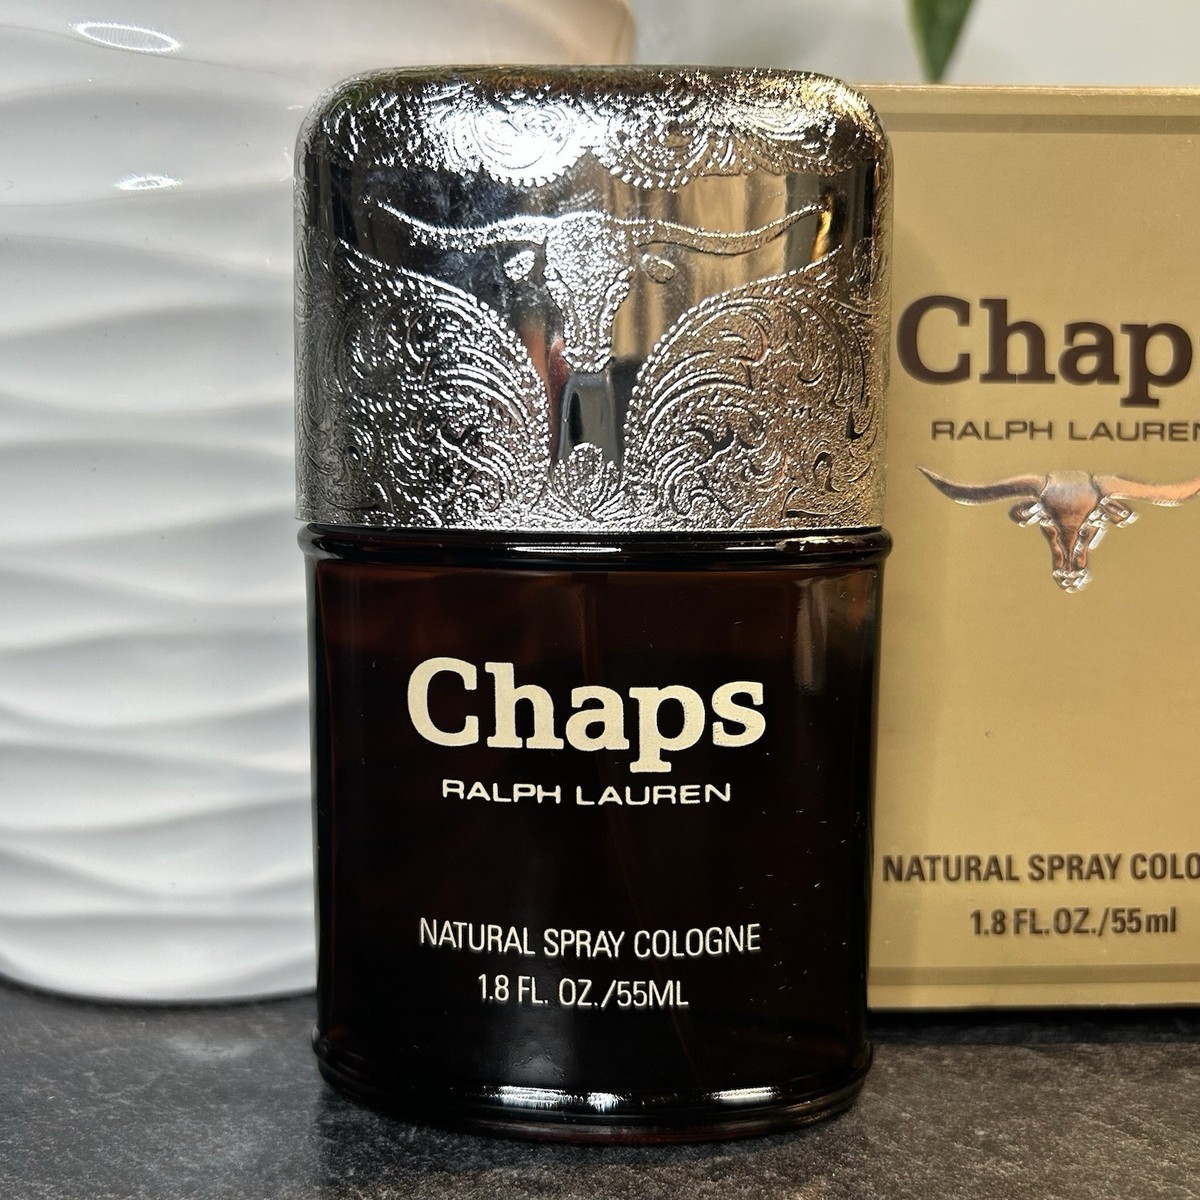 Chaps
RALPH LAUREN
NATURAL SPRAY COLOGNE
1.8 FL. OZ./55ML
Chap
RALPH LAUREN
NATURAL SPRAY COLO
1.8 FL.OZ./55ml